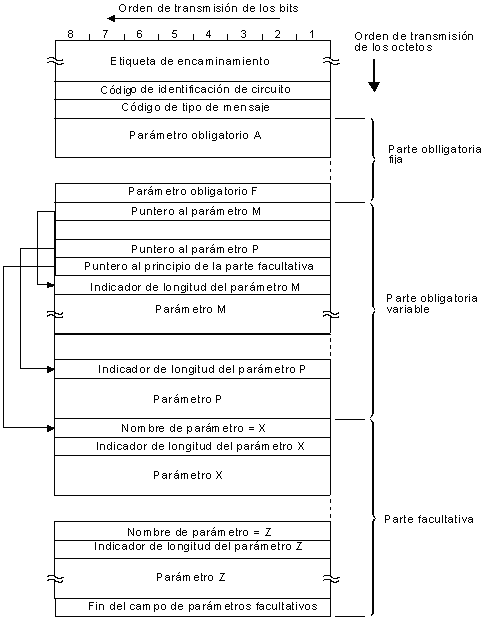 Orden de transmisión de los bits
8 7 6 5 4 3 2 1
Orden de transmisión
de los octetos
Etiqueta de encaminamiento
Código de identificación de circuito
Código de tipo de mensaje
Parámetro obligatorio A
Parte oblligatoria
fija
Parámetro obligatorio F
Puntero al parámetro M
Puntero al parámetro P
Puntero al principio de la parte facultativa
Indicador de longitud del parámetro M
Parámetro M
Parte obligatoria
variable
Indicador de longitud del parámetro P
Parámetro P
Nombre de parámetro = X
Indicador de longitud del parámetro X
Parámetro X
Parte facultativa
Nombre de parámetro = Z
Indicador de longitud del parámetro Z
Parámetro Z
Fin del campo de parámetros facultativos